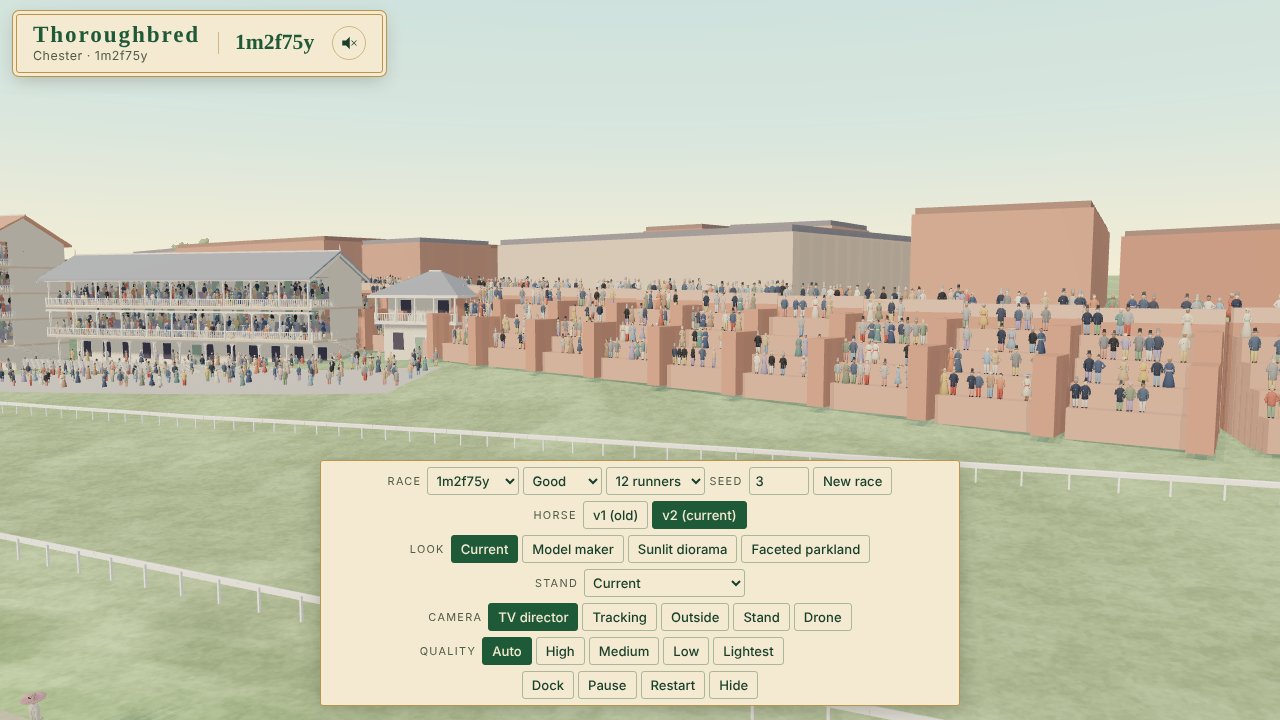 Thoroughbred
Chester · 1m2f75y
1m2f75y
RACE 1m2f75y Good 12 runners SEED 3 New race
HORSE v1 (old) v2 (current)
LOOK Current Model maker Sunlit diorama Faceted parkland
STAND Current
CAMERA TV director Tracking Outside Stand Drone
QUALITY Auto High Medium Low Lightest
Dock Pause Restart Hide